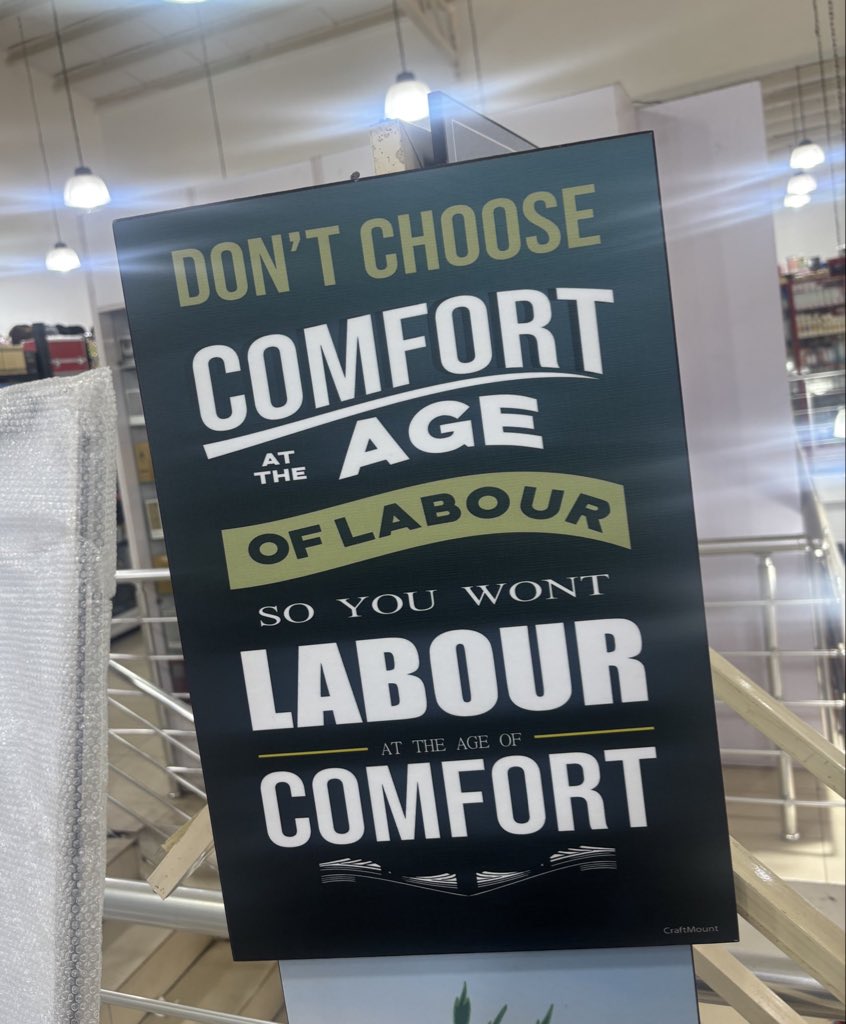 DON'T CHOOSE
COMFORT
AT THE AGE
OF LABOUR
SO YOU WONT
LABOUR
AT THE AGE OF
COMFORT
CraftMount